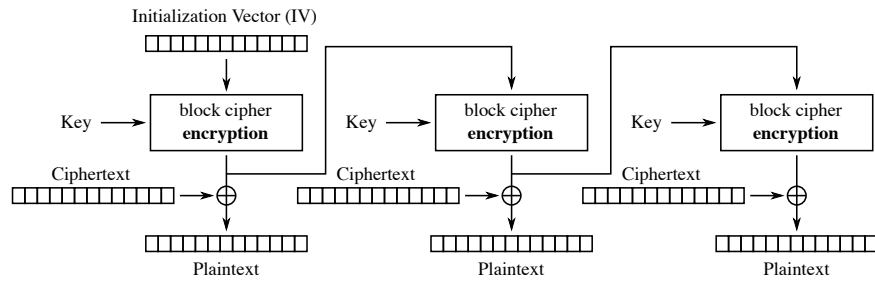 Initialization Vector (IV)
Key
block cipher
encryption
Key
block cipher
encryption
Key
block cipher
encryption
Ciphertext
Ciphertext
Ciphertext
Plaintext
Plaintext
Plaintext